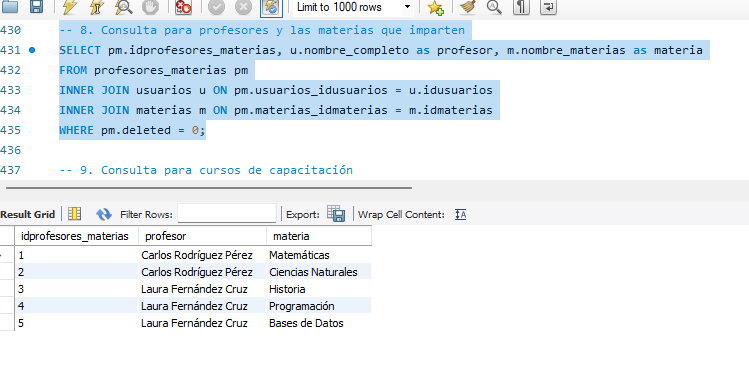 Limit to 1000 rows
430 -- 8. Consulta para profesores y las materias que imparten
431 SELECT pm.idprofesores_materias, u.nombre_completo as profesor, m.nombre_materias as materia
432 FROM profesores_materias pm
433 INNER JOIN usuarios u ON pm.usuarios_idusuarios = u.idusuarios
434 INNER JOIN materias m ON pm.materias_idmaterias = m.idmaterias
435 WHERE pm.deleted = 0;
436
437 -- 9. Consulta para cursos de capacitación
Result Grid Filter Rows: Export: Wrap Cell Content: IA
idprofesores_materias profesor materia
1 Carlos Rodríguez Pérez Matemáticas
2 Carlos Rodríguez Pérez Ciencias Naturales
3 Laura Fernández Cruz Historia
4 Laura Fernández Cruz Programación
5 Laura Fernández Cruz Bases de Datos